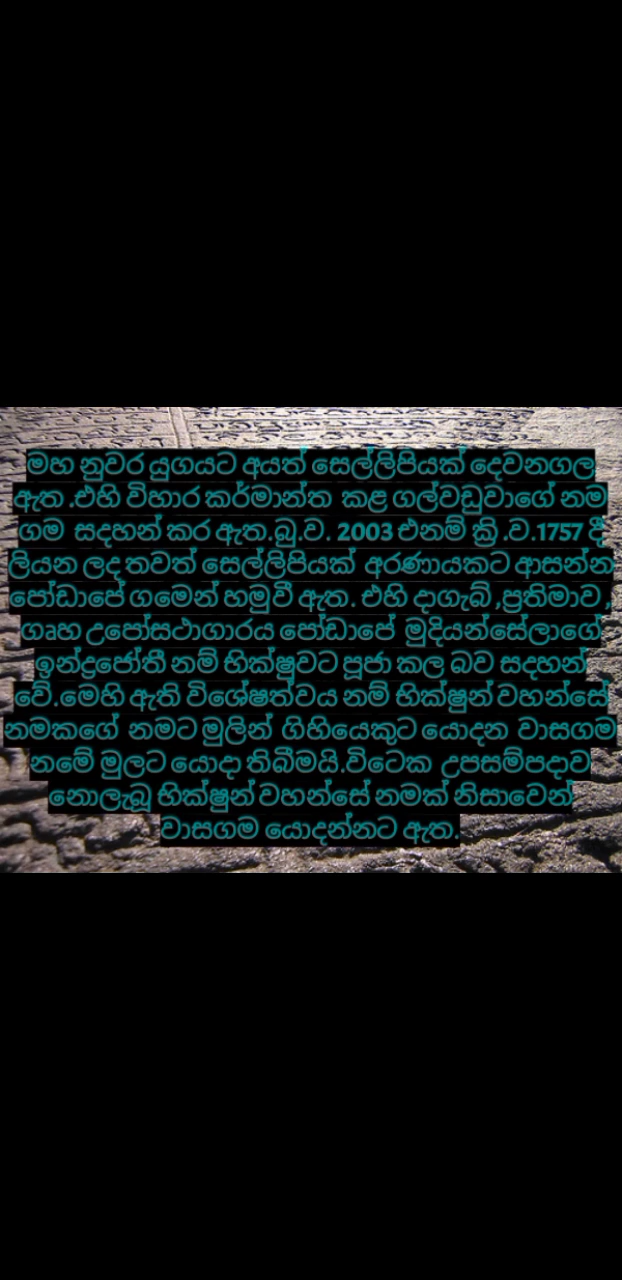 මහ නුවර යුගයට අයත් සෙල්ලිපියක් දෙවනගල
ඇත .එහි විහාර කර්මාන්ත කළ ගල්වඩුවාගේ නම
ගම සදහන් කර ඇත.බු.ව. 2003 එනම් ක්‍රි .ව.1757 දී
ලියන ලද තවත් සෙල්ලිපියක් අරණායකට ආසන්න
පෝඩාපේ ගමෙන් හමුවී ඇත. එහි දාගැබ් ,ප්‍රතිමාව ,
ගෘහ උපෝසථාගාරය පෝඩාපේ මුදියන්සේලාගේ
ඉන්ද්‍රජෝති නම් භික්ෂුවට පූජා කල බව සදහන්
වේ.මෙහි ඇති විශේෂත්වය නම් භික්ෂුන් වහන්සේ
නමකගේ නමට මුලින් ගිහියෙකුට යොදන වාසගම
නමේ මුලට යොදා තිබීමයි.විටෙක උපසම්පදාව
නොලැබූ භික්ෂුන් වහන්සේ නමක් නිසාවෙන්
වාසගම යොදන්නට ඇත.